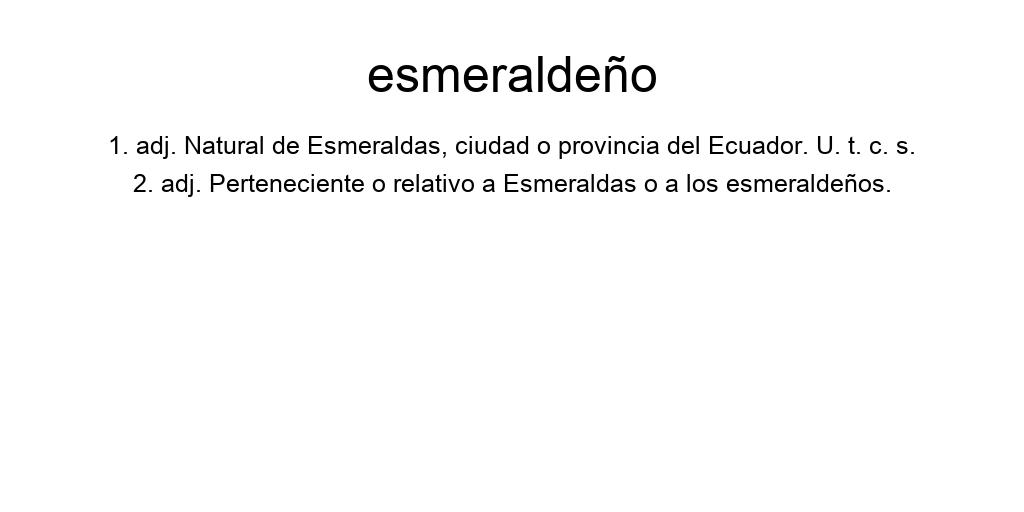 esmeraldeño
1. adj. Natural de Esmeraldas, ciudad o provincia del Ecuador. U. t. c. s.
2. adj. Perteneciente o relativo a Esmeraldas o a los esmeraldeños.